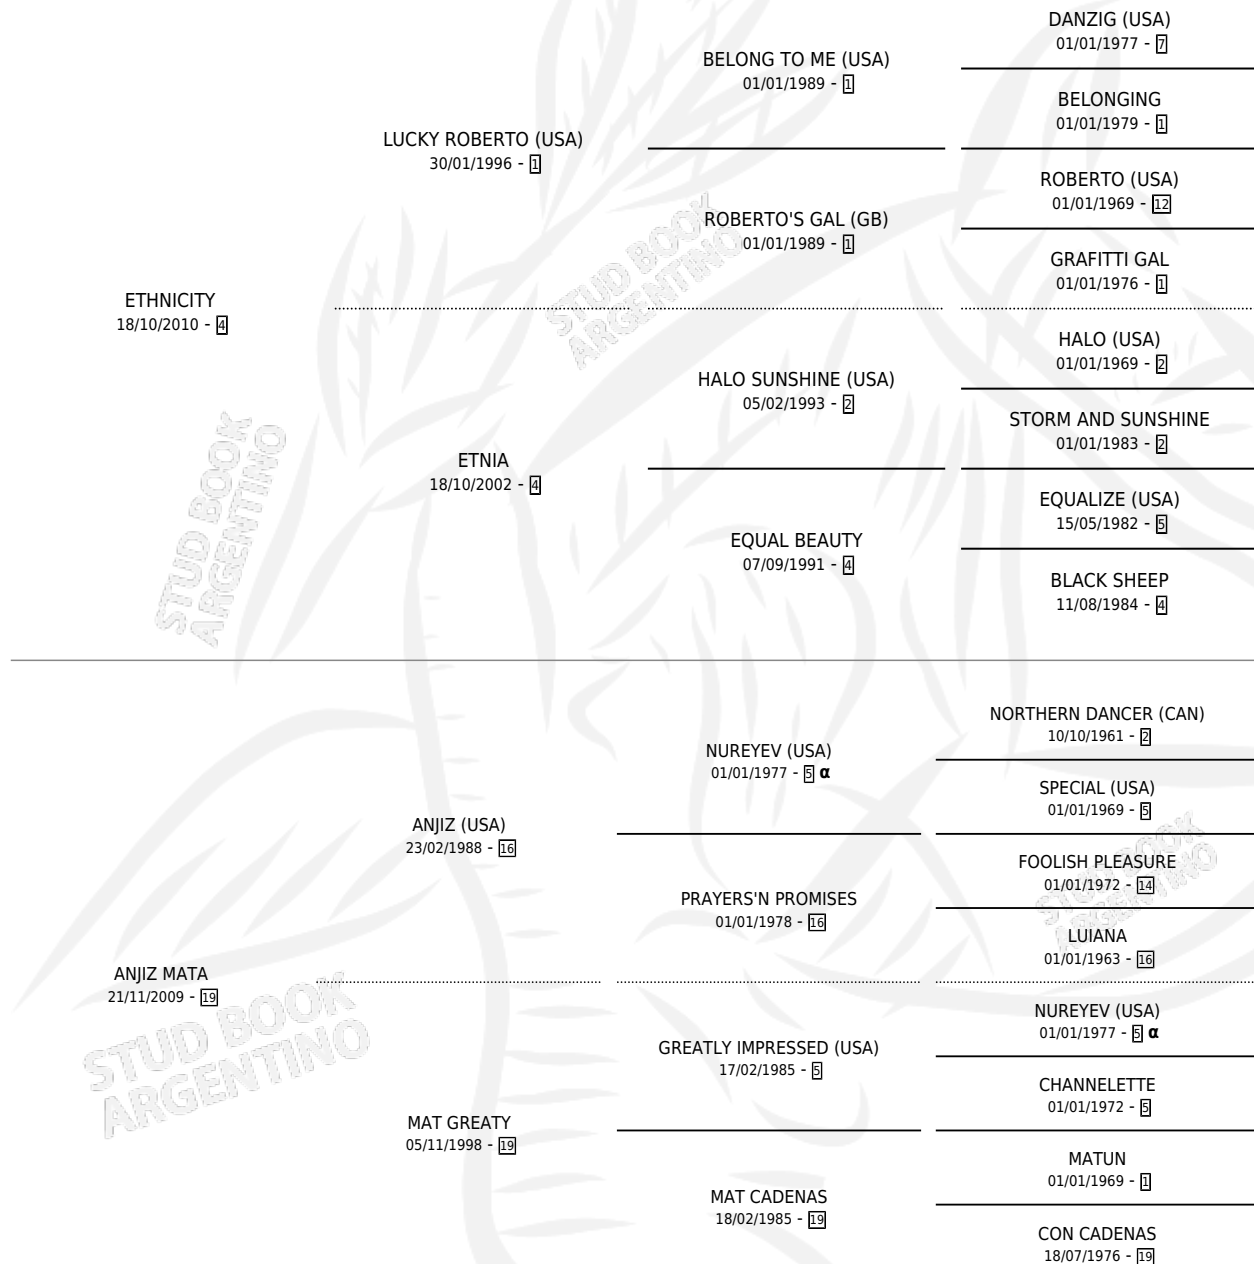 DANZIG (USA)
01/01/1977 - 7
BELONG TO ME (USA)
01/01/1989 - 1
BELONGING
01/01/1979 - 1
LUCKY ROBERTO (USA)
30/01/1996 - 1
ROBERTO (USA)
01/01/1969 - 12
ROBERTO'S GAL (GB)
01/01/1989 - 1
GRAFITTI GAL
01/01/1976 - 1
STUD BOOK
ARGENTINO
ETHNICITY
18/10/2010 - 4
HALO (USA)
01/01/1969 - 2
HALO SUNSHINE (USA)
05/02/1993 - 2
STORM AND SUNSHINE
01/01/1983 - 2
ETNIA
18/10/2002 - 4
STUD BOOK
ARGENTINO
EQUALIZE (USA)
15/05/1982 - 5
EQUAL BEAUTY
07/09/1991 - 4
BLACK SHEEP
11/08/1984 - 4
NORTHERN DANCER (CAN)
10/10/1961 - 2
NUREYEV (USA)
01/01/1977 - 5 α
SPECIAL (USA)
01/01/1969 - 5
ANJIZ (USA)
23/02/1988 - 16
FOOLISH PLEASURE
01/01/1972 - 14
STUD BOOK
ARGENTINO
PRAYERS'N PROMISES
01/01/1978 - 16
LUIANA
01/01/1963 - 16
ANJIZ MATA
21/11/2009 - 19
STUD BOOK
ARGENTINO
NUREYEV (USA)
01/01/1977 - 5 α
GREATLY IMPRESSED (USA)
17/02/1985 - 5
CHANNELETTE
01/01/1972 - 5
MAT GREATY
05/11/1998 - 19
MATUN
01/01/1969 - 1
MAT CADENAS
18/02/1985 - 19
CON CADENAS
18/07/1976 - 19